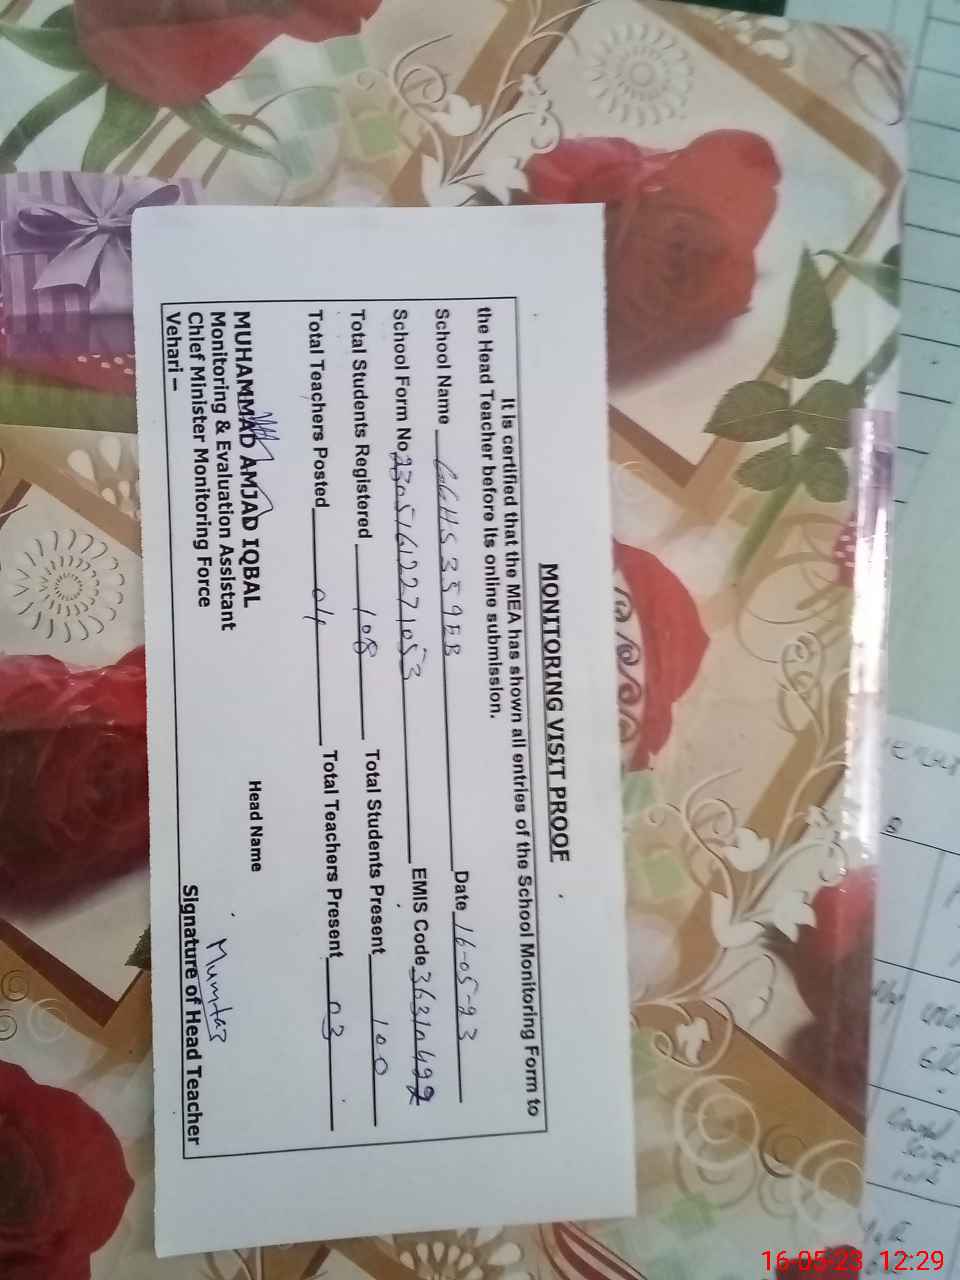 MONITORING VISIT PROOF
It is certified that the MEA has shown all entries of the School Monitoring Form to
the Head Teacher before its online submission.
School Name GGHS 359EB Date 16-05-23
School Form No 230516122271053 EMIS Code 36310492
Total Students Registered 108 Total Students Present 100
Total Teachers Posted 04 Total Teachers Present 03
Head Name
MUHAMMAD AMJAD IQBAL
Monitoring & Evaluation Assistant Mumtaz
Chief Minister Monitoring Force Signature of Head Teacher
Vehari –
16-05-23 12:29